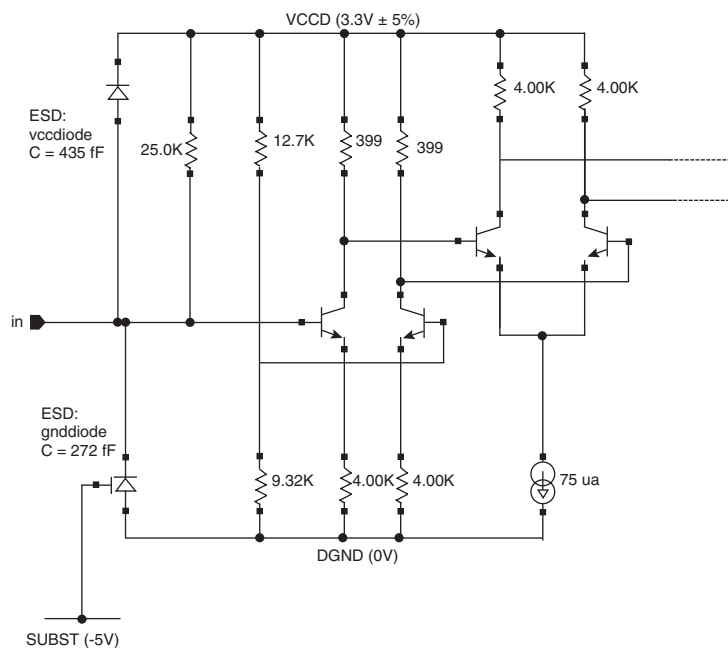 VCCD (3.3V ± 5%)
4.00K
4.00K
ESD:
vccdiode
C = 435 fF
25.0K
12.7K
399
399
in
ESD:
gnddiode
C = 272 fF
9.32K
4.00K
4.00K
75 ua
DGND (0V)
SUBST (-5V)